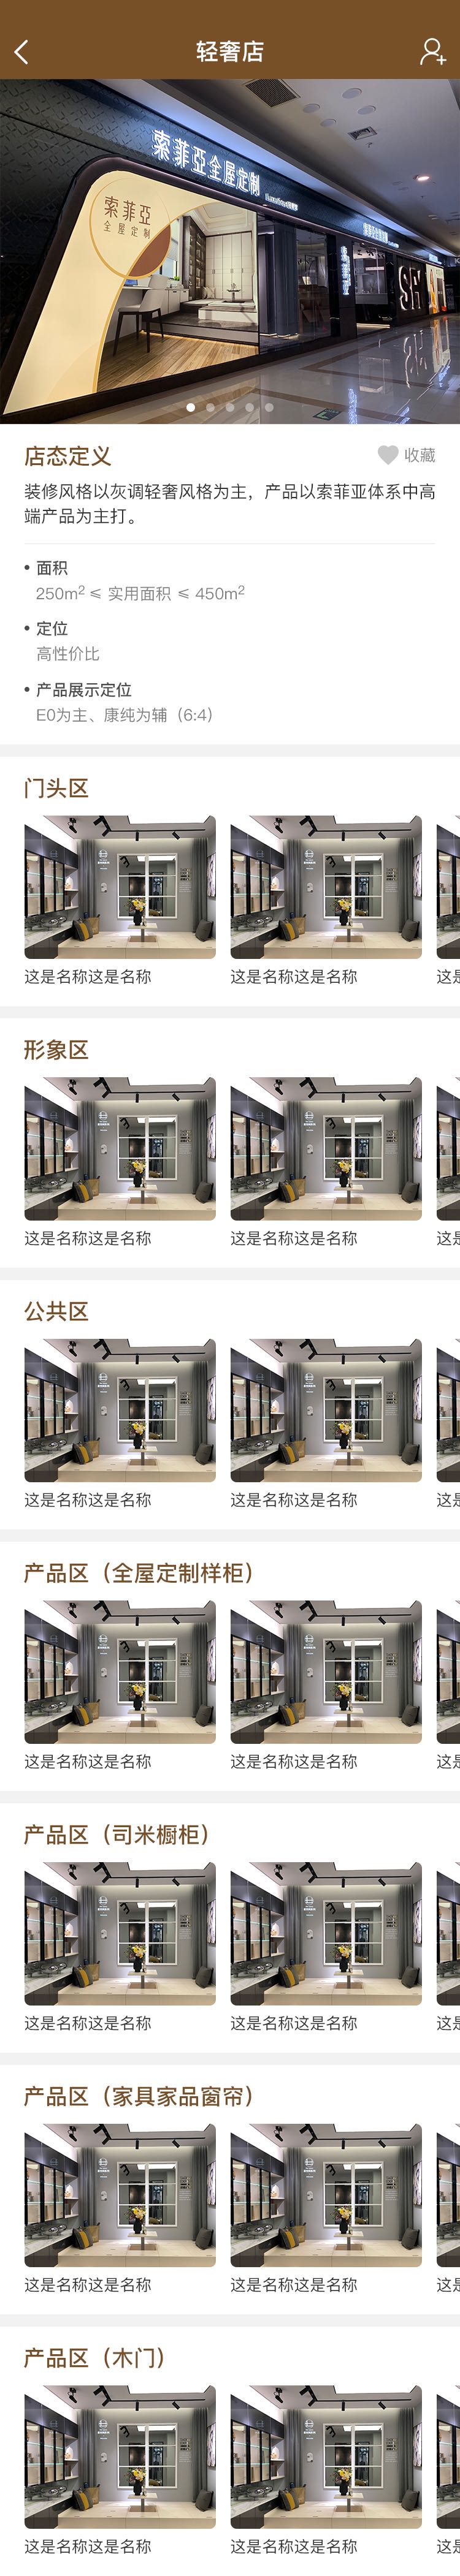 轻奢店
索菲亞全屋定制
索菲亞
全屋定制
店态定义
收藏
装修风格以灰调轻奢风格为主，产品以索菲亚体系中高
端产品为主打。
• 面积
250m² ≤ 实用面积 ≤ 450m²
• 定位
高性价比
• 产品展示定位
E0为主、康纯为辅（6:4）
门头区
这是名称这是名称
这是名称这是名称
这是
形象区
这是名称这是名称
这是名称这是名称
这是
公共区
这是名称这是名称
这是名称这是名称
这是
产品区（全屋定制样柜）
这是名称这是名称
这是名称这是名称
这是
产品区（司米橱柜）
这是名称这是名称
这是名称这是名称
这是
产品区（家具家品窗帘）
这是名称这是名称
这是名称这是名称
这是
产品区（木门）
这是名称这是名称
这是名称这是名称
这是